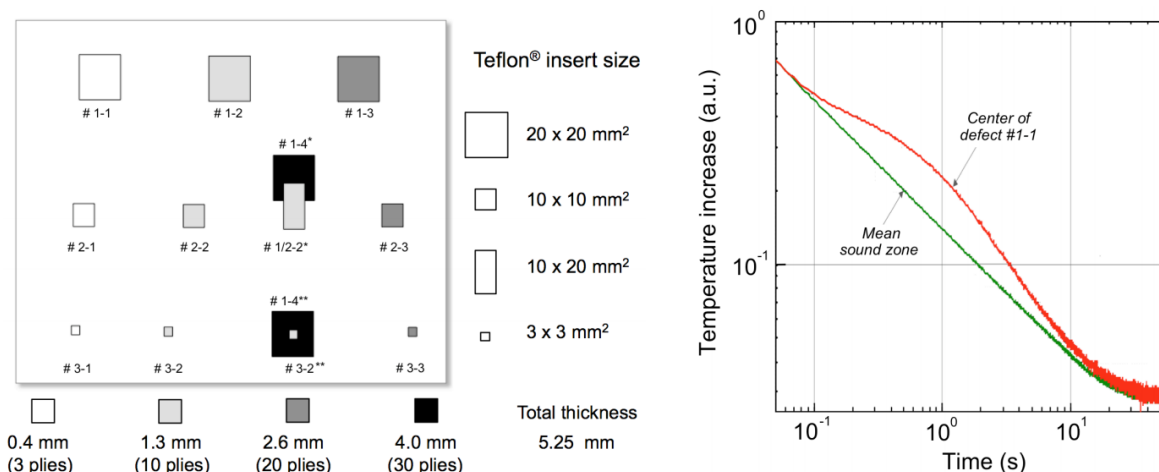 # 1-1
# 1-2
# 1-3
# 1-4*
# 2-1
# 2-2
# 1/2-2*
# 2-3
# 1-4**
# 3-1
# 3-2
# 3-2**
# 3-3
Teflon® insert size
20 x 20 mm²
10 x 10 mm²
10 x 20 mm²
3 x 3 mm²
0.4 mm
(3 plies)
1.3 mm
(10 plies)
2.6 mm
(20 plies)
4.0 mm
(30 plies)
Total thickness
5.25 mm
Temperature increase (a.u.)
10⁰
10⁻¹
Center of
defect #1-1
Mean
sound zone
10⁻¹
10⁰
10¹
Time (s)